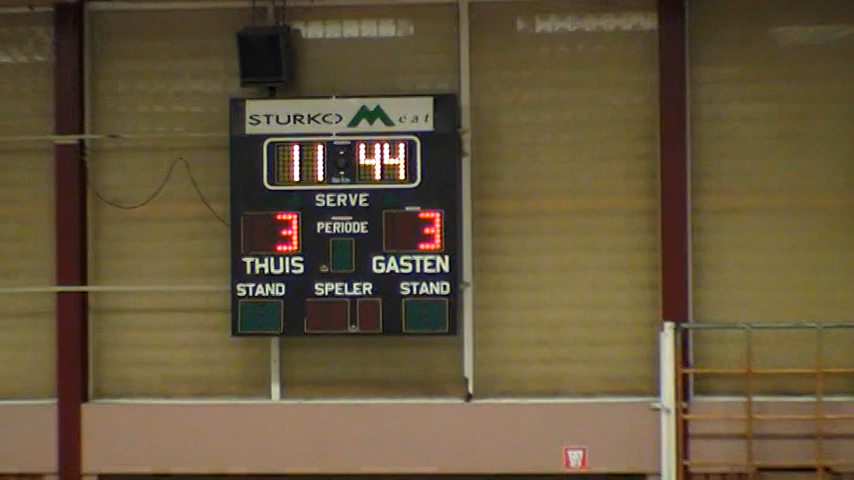 STURKO Meat
11 44
SERVE
3 PERIODE 3
THUIS GASTEN
STAND SPELER STAND